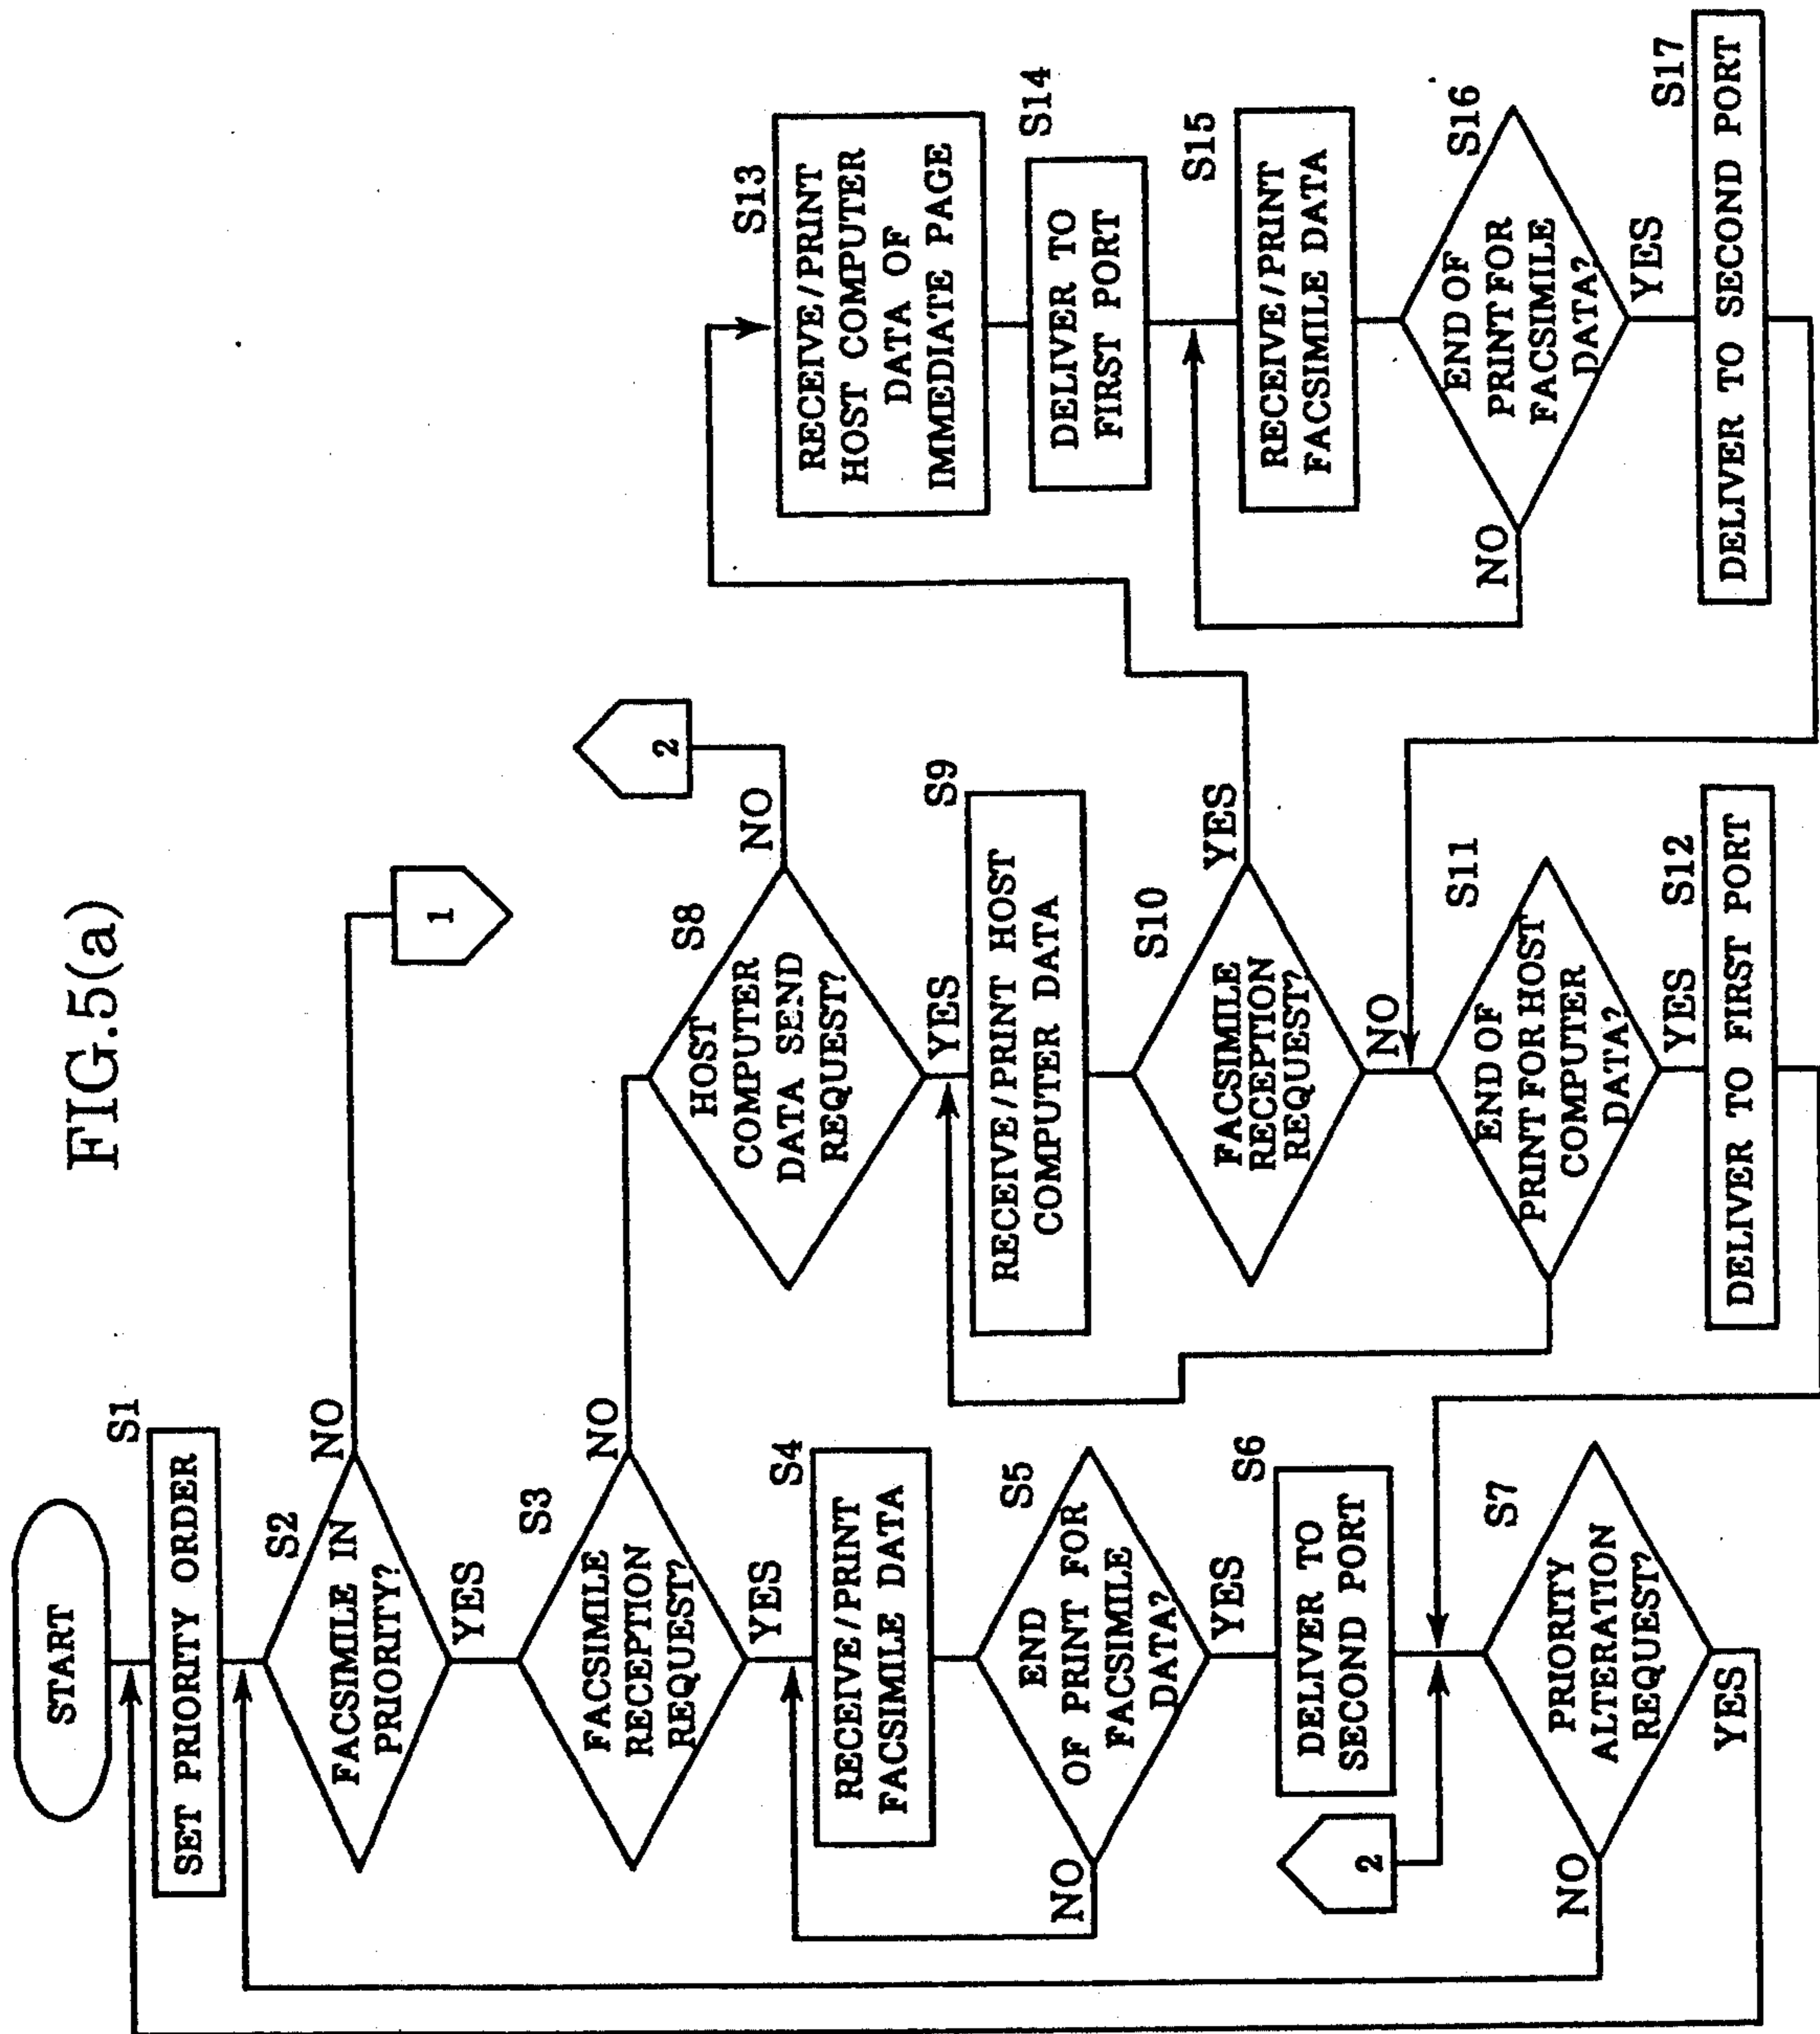 FIG.5(a)
START
S1
SET PRIORITY ORDER
S2
FACSIMILE IN
PRIORITY?
NO
YES
1
S3
FACSIMILE
RECEPTION
REQUEST?
NO
YES
S4
RECEIVE/PRINT
FACSIMILE DATA
S5
END
OF PRINT FOR
FACSIMILE
DATA?
NO
YES
S6
DELIVER TO
SECOND PORT
2
S7
PRIORITY
ALTERATION
REQUEST?
NO
YES
S8
HOST
COMPUTER
DATA SEND
REQUEST?
NO
2
YES
S9
RECEIVE/PRINT HOST
COMPUTER DATA
S10
FACSIMILE
RECEPTION
REQUEST?
YES
NO
S11
END OF
PRINT FOR HOST
COMPUTER
DATA?
YES
S12
DELIVER TO FIRST PORT
S13
RECEIVE/PRINT
HOST COMPUTER
DATA OF
IMMEDIATE PAGE
S14
DELIVER TO
FIRST PORT
S15
RECEIVE/PRINT
FACSIMILE DATA
S16
END OF
PRINT FOR
FACSIMILE
DATA?
NO
YES
S17
DELIVER TO SECOND PORT